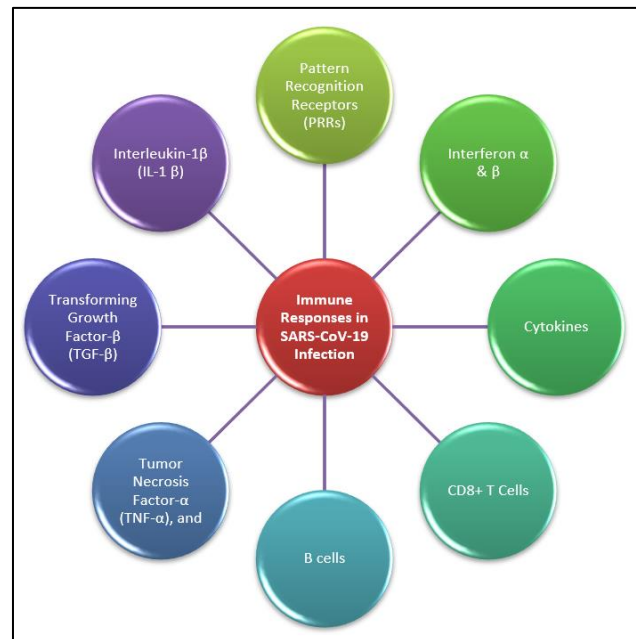 Pattern
Recognition
Receptors
(PRRs)
Interferon α
& β
Cytokines
CD8+ T Cells
B cells
Tumor
Necrosis
Factor-α
(TNF-α), and
Transforming
Growth
Factor-β
(TGF-β)
Interleukin-1β
(IL-1 β)
Immune
Responses in
SARS-CoV-19
Infection